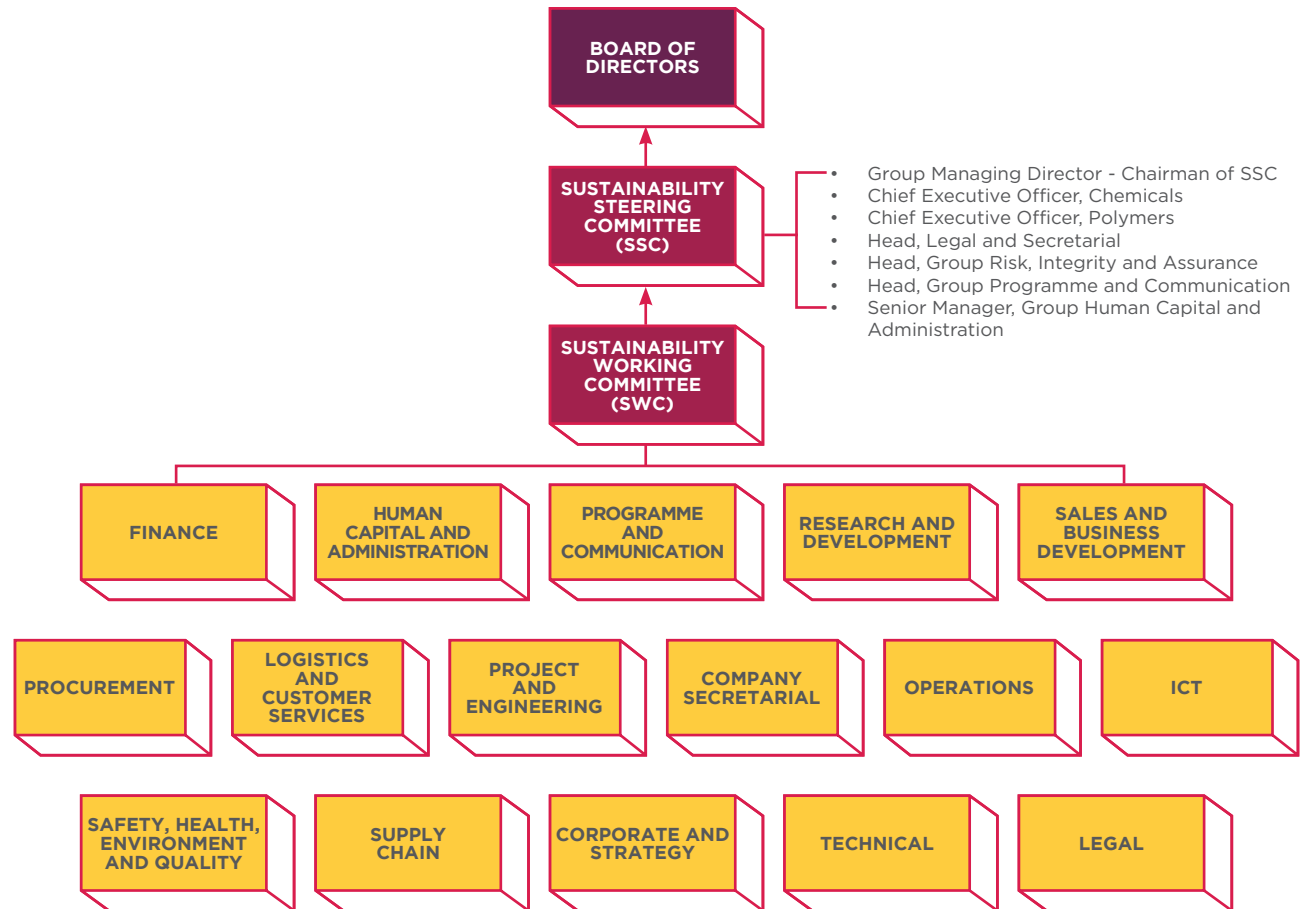 BOARD OF
DIRECTORS
SUSTAINABILITY
STEERING
COMMITTEE
(SSC)
• Group Managing Director - Chairman of SSC
• Chief Executive Officer, Chemicals
• Chief Executive Officer, Polymers
• Head, Legal and Secretarial
• Head, Group Risk, Integrity and Assurance
• Head, Group Programme and Communication
• Senior Manager, Group Human Capital and
Administration
SUSTAINABILITY
WORKING
COMMITTEE
(SWC)
FINANCE
HUMAN
CAPITAL AND
ADMINISTRATION
PROGRAMME
AND
COMMUNICATION
RESEARCH AND
DEVELOPMENT
SALES AND
BUSINESS
DEVELOPMENT
PROCUREMENT
LOGISTICS
AND
CUSTOMER
SERVICES
PROJECT
AND
ENGINEERING
COMPANY
SECRETARIAL
OPERATIONS
ICT
SAFETY, HEALTH,
ENVIRONMENT
AND QUALITY
SUPPLY
CHAIN
CORPORATE AND
STRATEGY
TECHNICAL
LEGAL